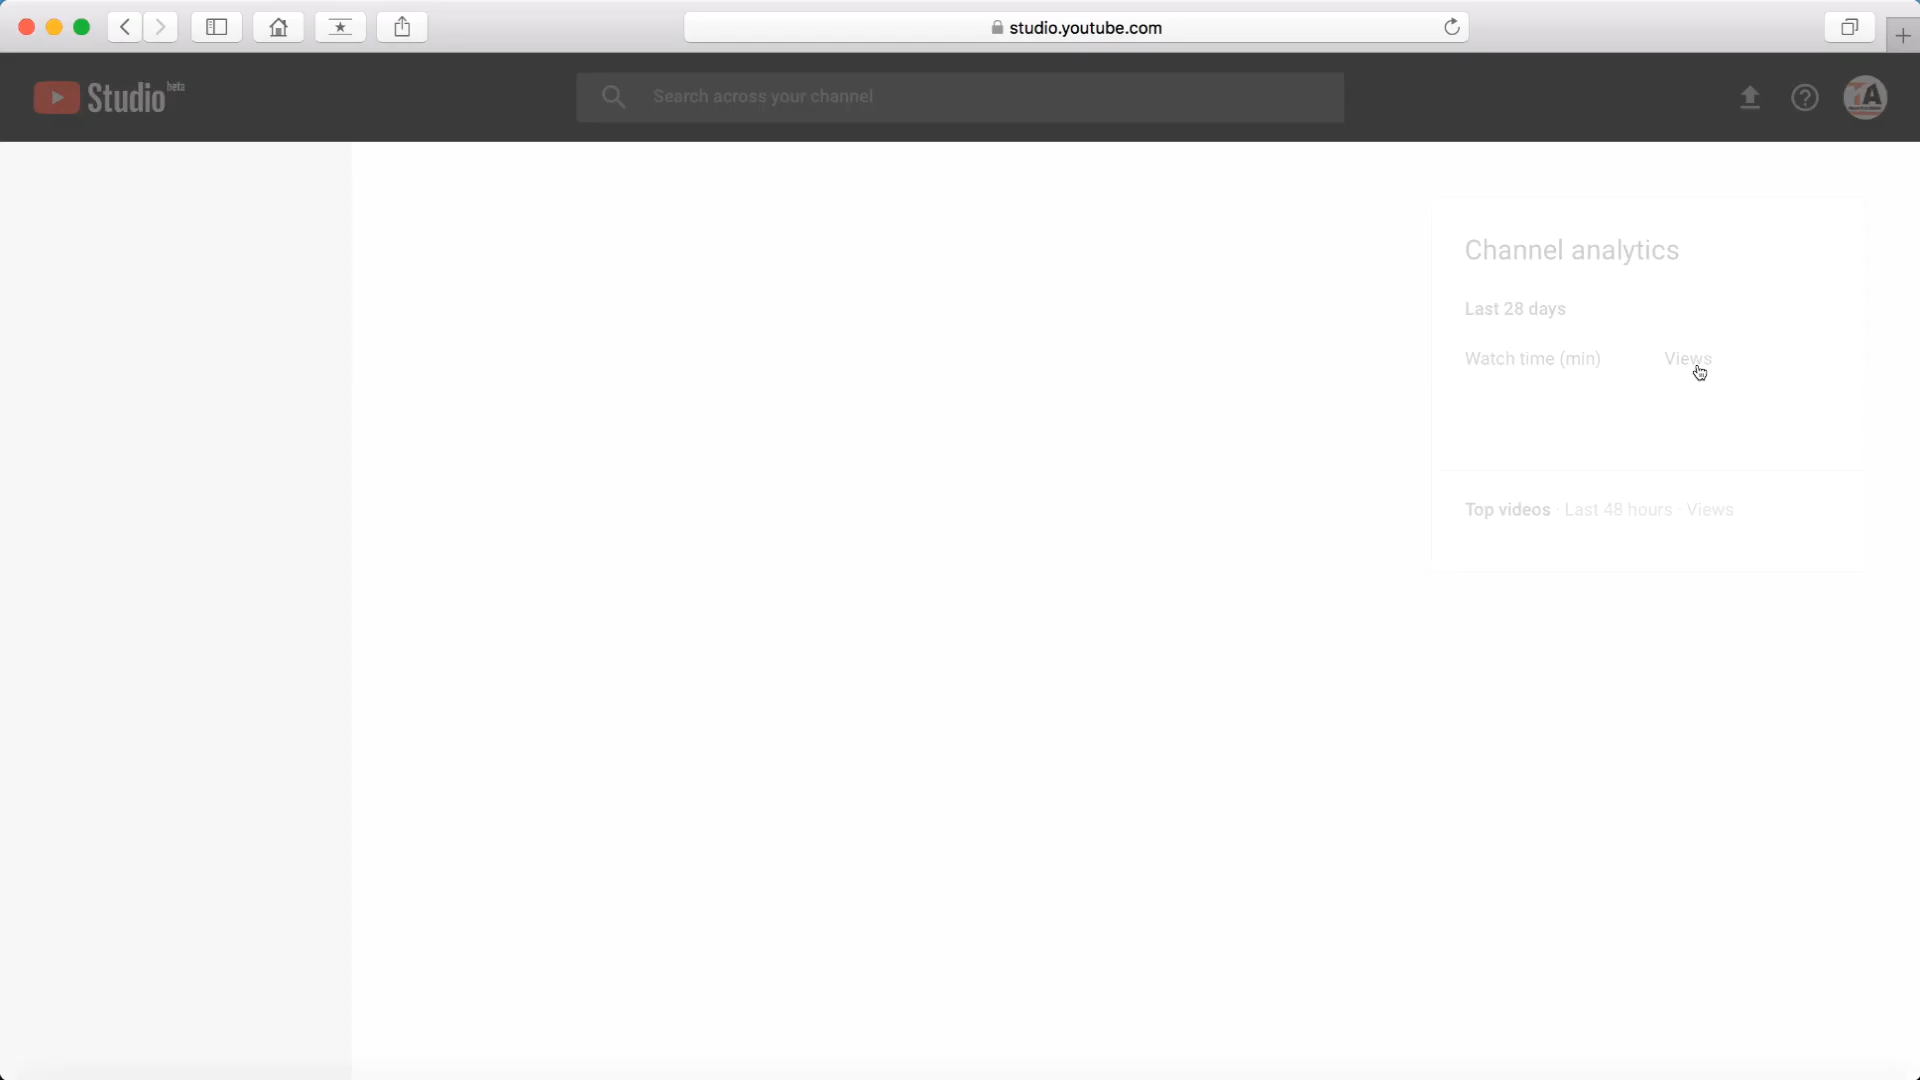 studio.youtube.com
Studio beta
Search across your channel
TA
Channel analytics
Last 28 days
Watch time (min) Views
Top videos · Last 48 hours · Views